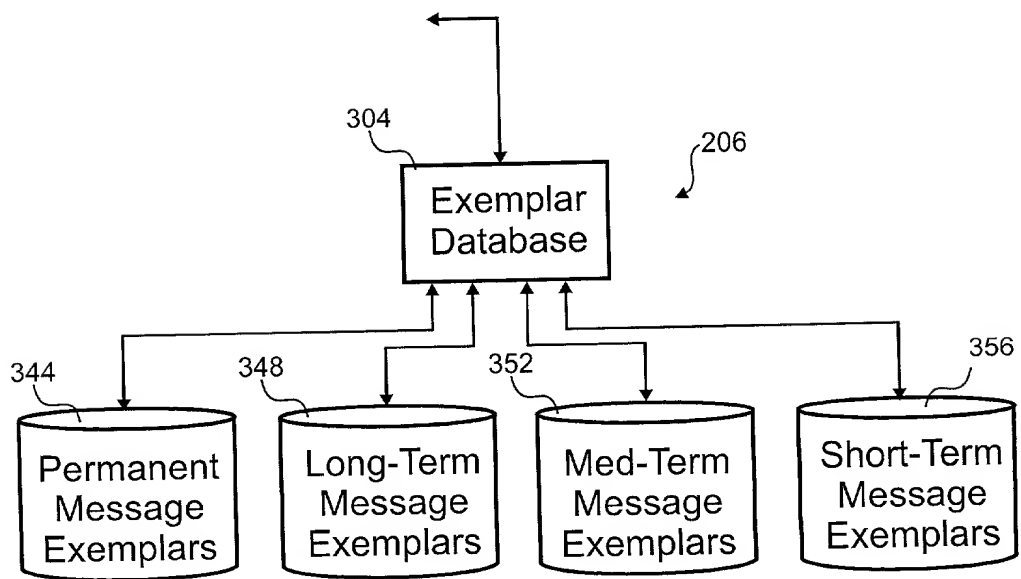 304
206
Exemplar
Database
344
348
352
356
Permanent
Message
Exemplars
Long-Term
Message
Exemplars
Med-Term
Message
Exemplars
Short-Term
Message
Exemplars